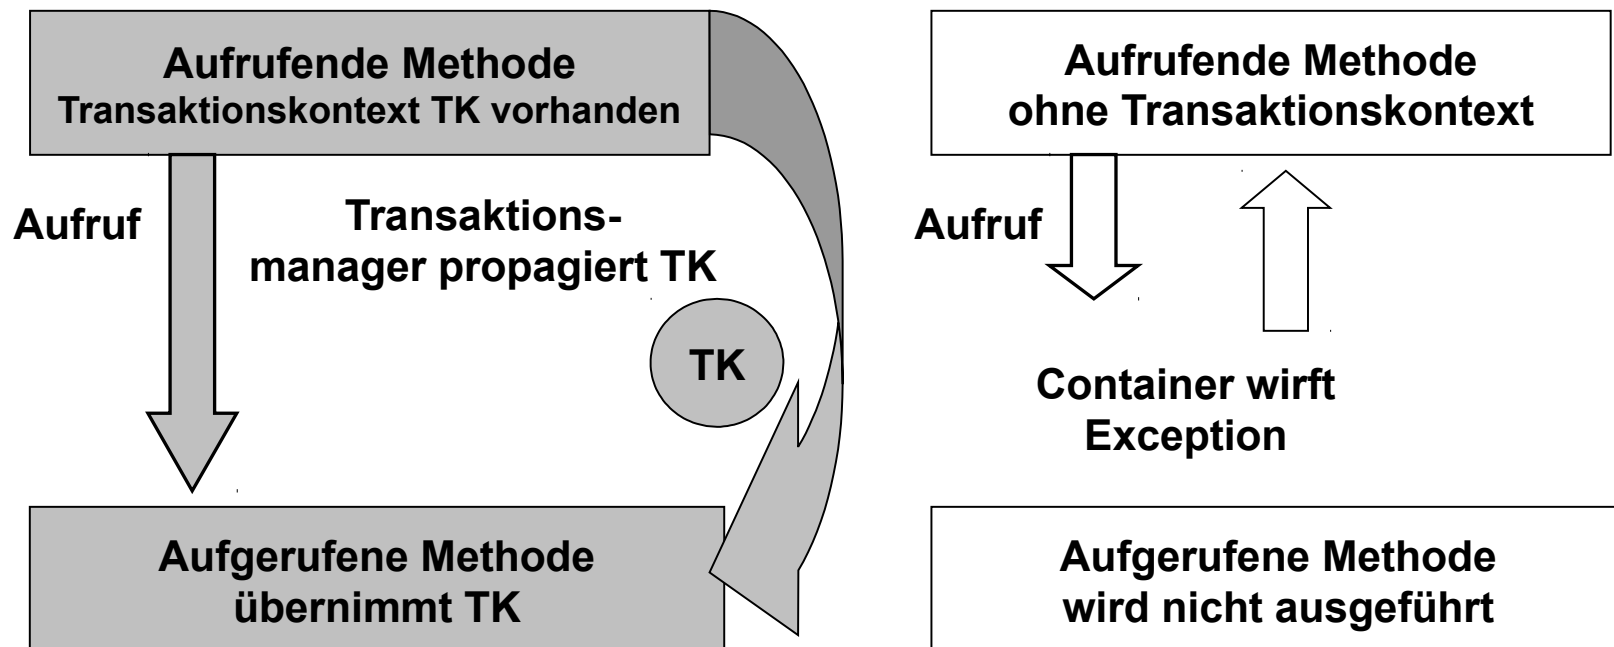 Aufrufende Methode
Transaktionskontext TK vorhanden
Aufruf
Transaktions-
manager propagiert TK
TK
Aufgerufene Methode
übernimmt TK
Aufrufende Methode
ohne Transaktionskontext
Aufruf
Container wirft
Exception
Aufgerufene Methode
wird nicht ausgeführt